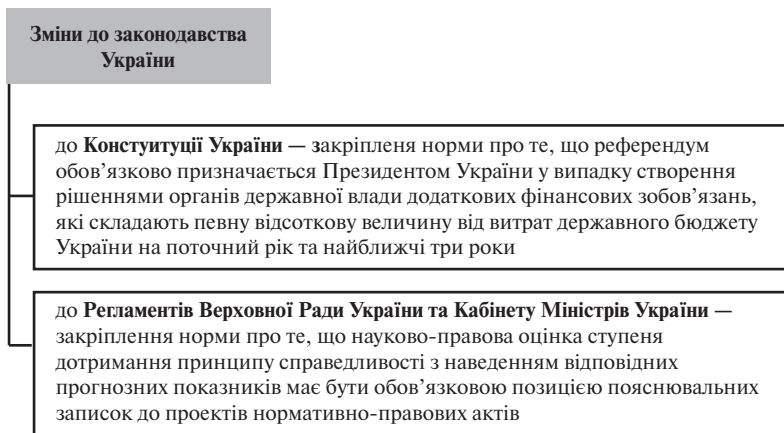 Зміни до законодавства
України
до Констуитуції України — закріпленя норми про те, що референдум
обов’язково призначається Президентом України у випадку створення
рішеннями органів державної влади додаткових фінансових зобов’язань,
які складають певну відсоткову величину від витрат державного бюджету
України на поточний рік та найближчі три роки
до Регламентів Верховної Ради України та Кабінету Міністрів України —
закріплення норми про те, що науково-правова оцінка ступеня
дотримання принципу справедливості з наведенням відповідних
прогнозних показників має бути обов’язковою позицією пояснювальних
записок до проектів нормативно-правових актів